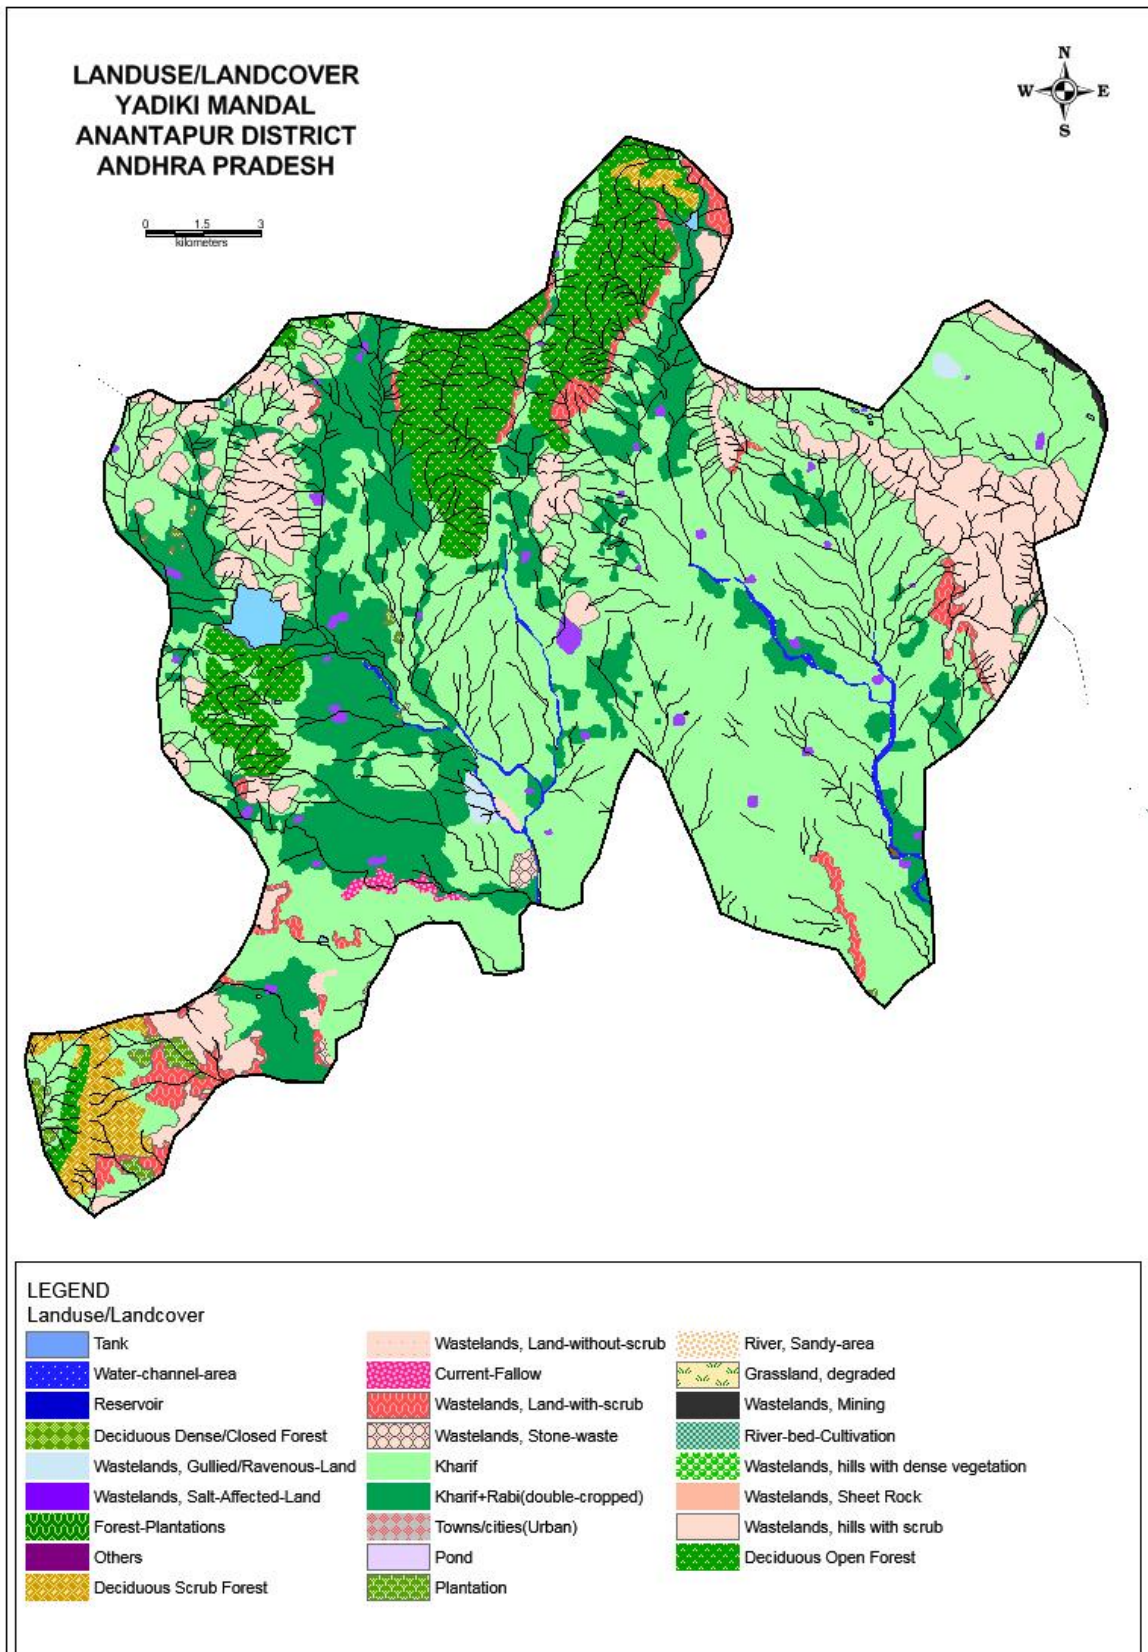 LANDUSE/LANDCOVER
YADIKI MANDAL
ANANTAPUR DISTRICT
ANDHRA PRADESH
N
W E
S
0 1.5 3
kilometers
LEGEND
Landuse/Landcover
Tank
Water-channel-area
Reservoir
Deciduous Dense/Closed Forest
Wastelands, Gullied/Ravenous-Land
Wastelands, Salt-Affected-Land
Forest-Plantations
Others
Deciduous Scrub Forest
Wastelands, Land-without-scrub
Current-Fallow
Wastelands, Land-with-scrub
Wastelands, Stone-waste
Kharif
Kharif+Rabi(double-cropped)
Towns/cities(Urban)
Pond
Plantation
River, Sandy-area
Grassland, degraded
Wastelands, Mining
River-bed-Cultivation
Wastelands, hills with dense vegetation
Wastelands, Sheet Rock
Wastelands, hills with scrub
Deciduous Open Forest